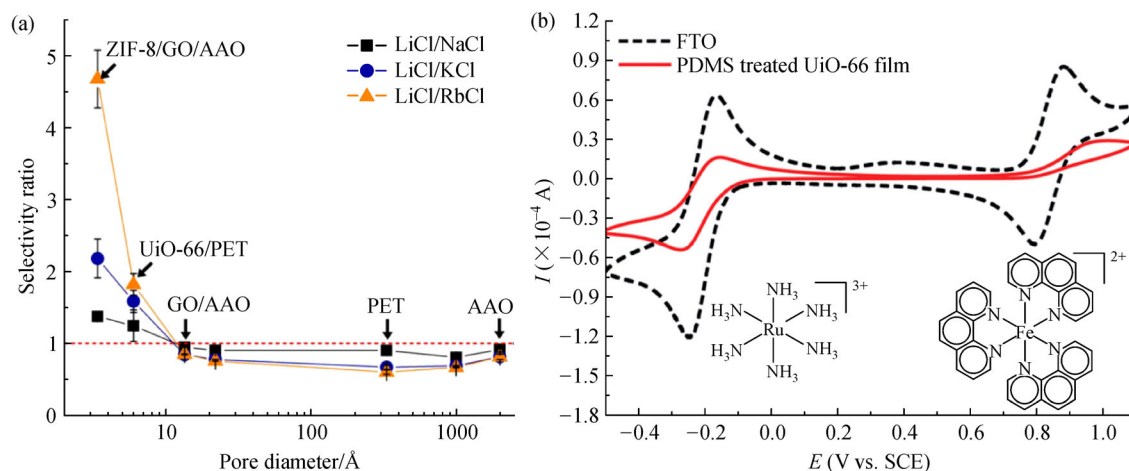 (a)
Selectivity ratio
5
4
3
2
1
0
ZIF-8/GO/AAO
LiCl/NaCl
LiCl/KCl
LiCl/RbCl
UiO-66/PET
GO/AAO
PET
AAO
10
100
1000
Pore diameter/Å
(b)
I (×10⁻⁴ A)
1.2
0.9
0.6
0.3
0.0
−0.3
−0.6
−0.9
−1.2
−1.5
−1.8
FTO
PDMS treated UiO-66 film
NH₃
3+
H₃N
NH₃
Ru
H₃N
NH₃
NH₃
2+
N
N
N
Fe
N
N
N
−0.4
−0.2
0.0
0.2
0.4
0.6
0.8
1.0
E (V vs. SCE)